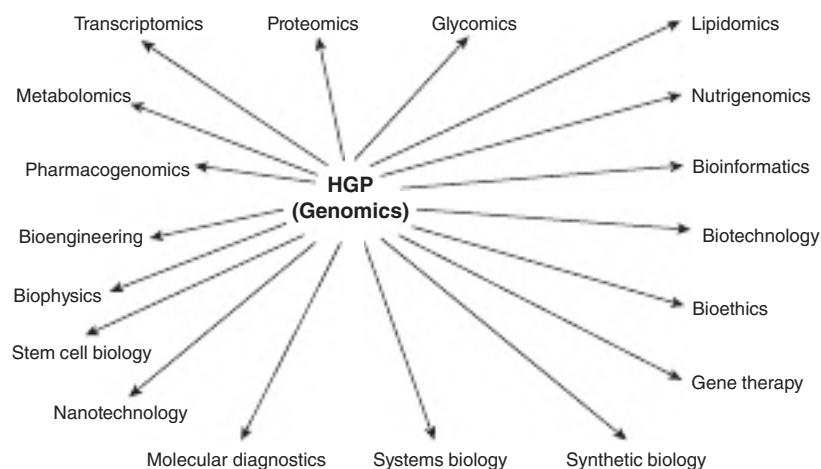 Transcriptomics
Proteomics
Glycomics
Lipidomics
Metabolomics
Nutrigenomics
Pharmacogenomics
Bioinformatics
HGP
(Genomics)
Bioengineering
Biotechnology
Biophysics
Bioethics
Stem cell biology
Gene therapy
Nanotechnology
Molecular diagnostics
Systems biology
Synthetic biology